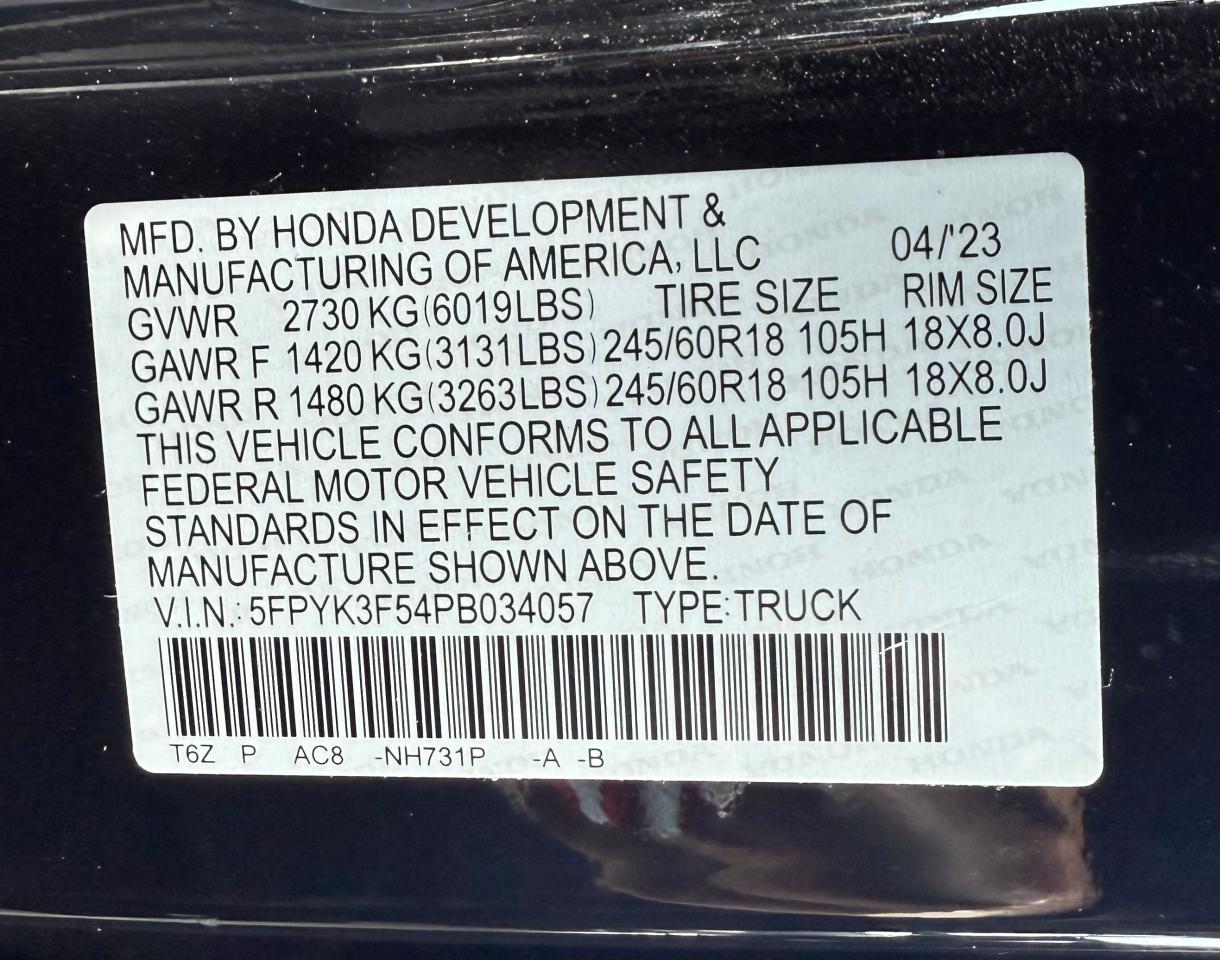 MFD. BY HONDA DEVELOPMENT &
MANUFACTURING OF AMERICA, LLC 04/'23
GVWR 2730 KG(6019LBS) TIRE SIZE RIM SIZE
GAWR F 1420 KG(3131LBS) 245/60R18 105H 18X8.0J
GAWR R 1480 KG(3263LBS) 245/60R18 105H 18X8.0J
THIS VEHICLE CONFORMS TO ALL APPLICABLE
FEDERAL MOTOR VEHICLE SAFETY
STANDARDS IN EFFECT ON THE DATE OF
MANUFACTURE SHOWN ABOVE.
V.I.N.: 5FPYK3F54PB034057 TYPE:TRUCK
T6Z P AC8 -NH731P -A -B